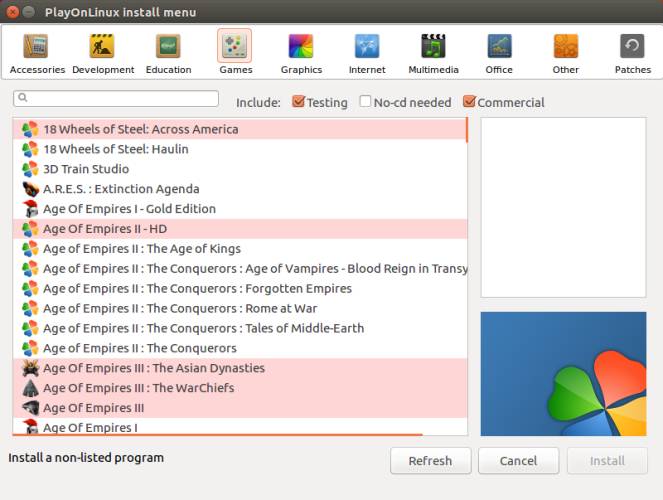 PlayOnLinux install menu
Accessories Development Education Games Graphics Internet Multimedia Office Other Patches
Include: Testing No-cd needed Commercial
18 Wheels of Steel: Across America
18 Wheels of Steel: Haulin
3D Train Studio
A.R.E.S. : Extinction Agenda
Age Of Empires I - Gold Edition
Age of Empires II - HD
Age of Empires II : The Age of Kings
Age of Empires II : The Conquerors : Age of Vampires - Blood Reign in Transy
Age of Empires II : The Conquerors : Forgotten Empires
Age of Empires II : The Conquerors : Rome at War
Age of Empires II : The Conquerors : Tales of Middle-Earth
Age of Empires II : The Conquerors
Age Of Empires III : The Asian Dynasties
Age Of Empires III : The WarChiefs
Age Of Empires III
Age Of Empires I
Install a non-listed program
Refresh Cancel Install